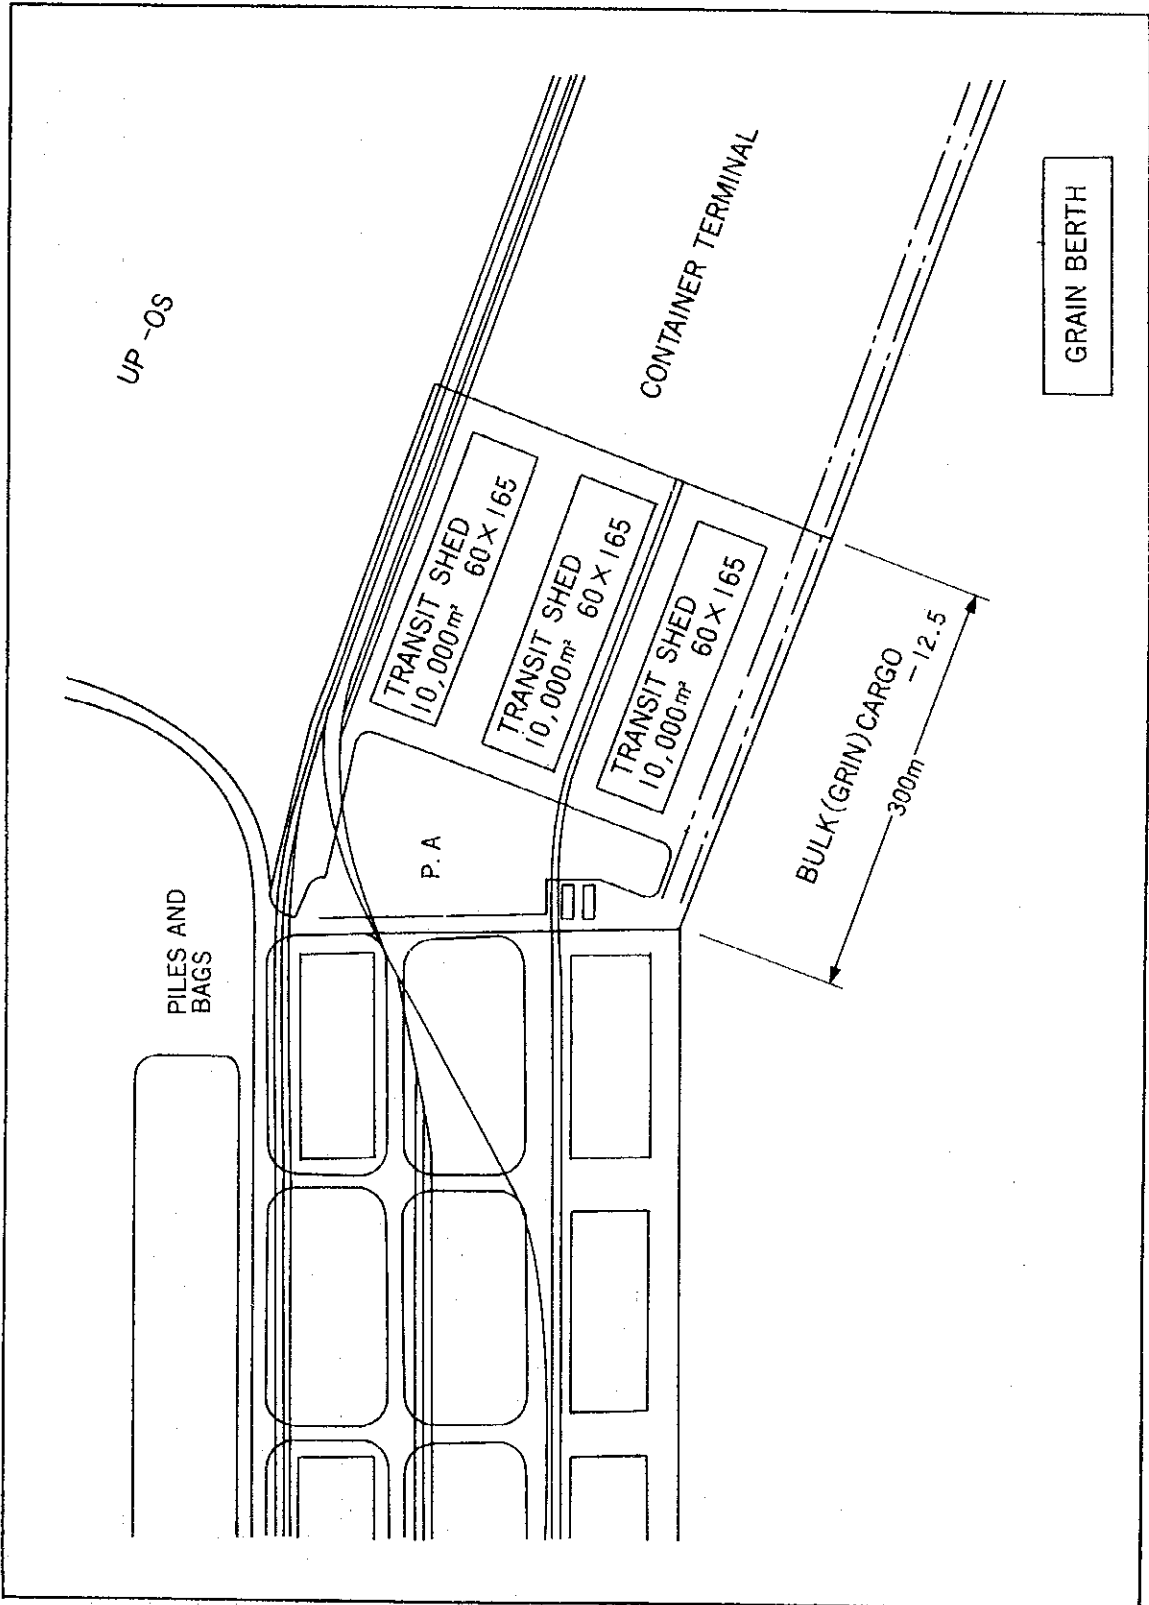 UP -OS
PILES AND
BAGS
TRANSIT SHED
10,000m² 60×165
TRANSIT SHED
10,000m² 60×165
TRANSIT SHED
10,000m² 60×165
P.A
CONTAINER TERMINAL
BULK(GRIN)CARGO
-12.5
300m
GRAIN BERTH